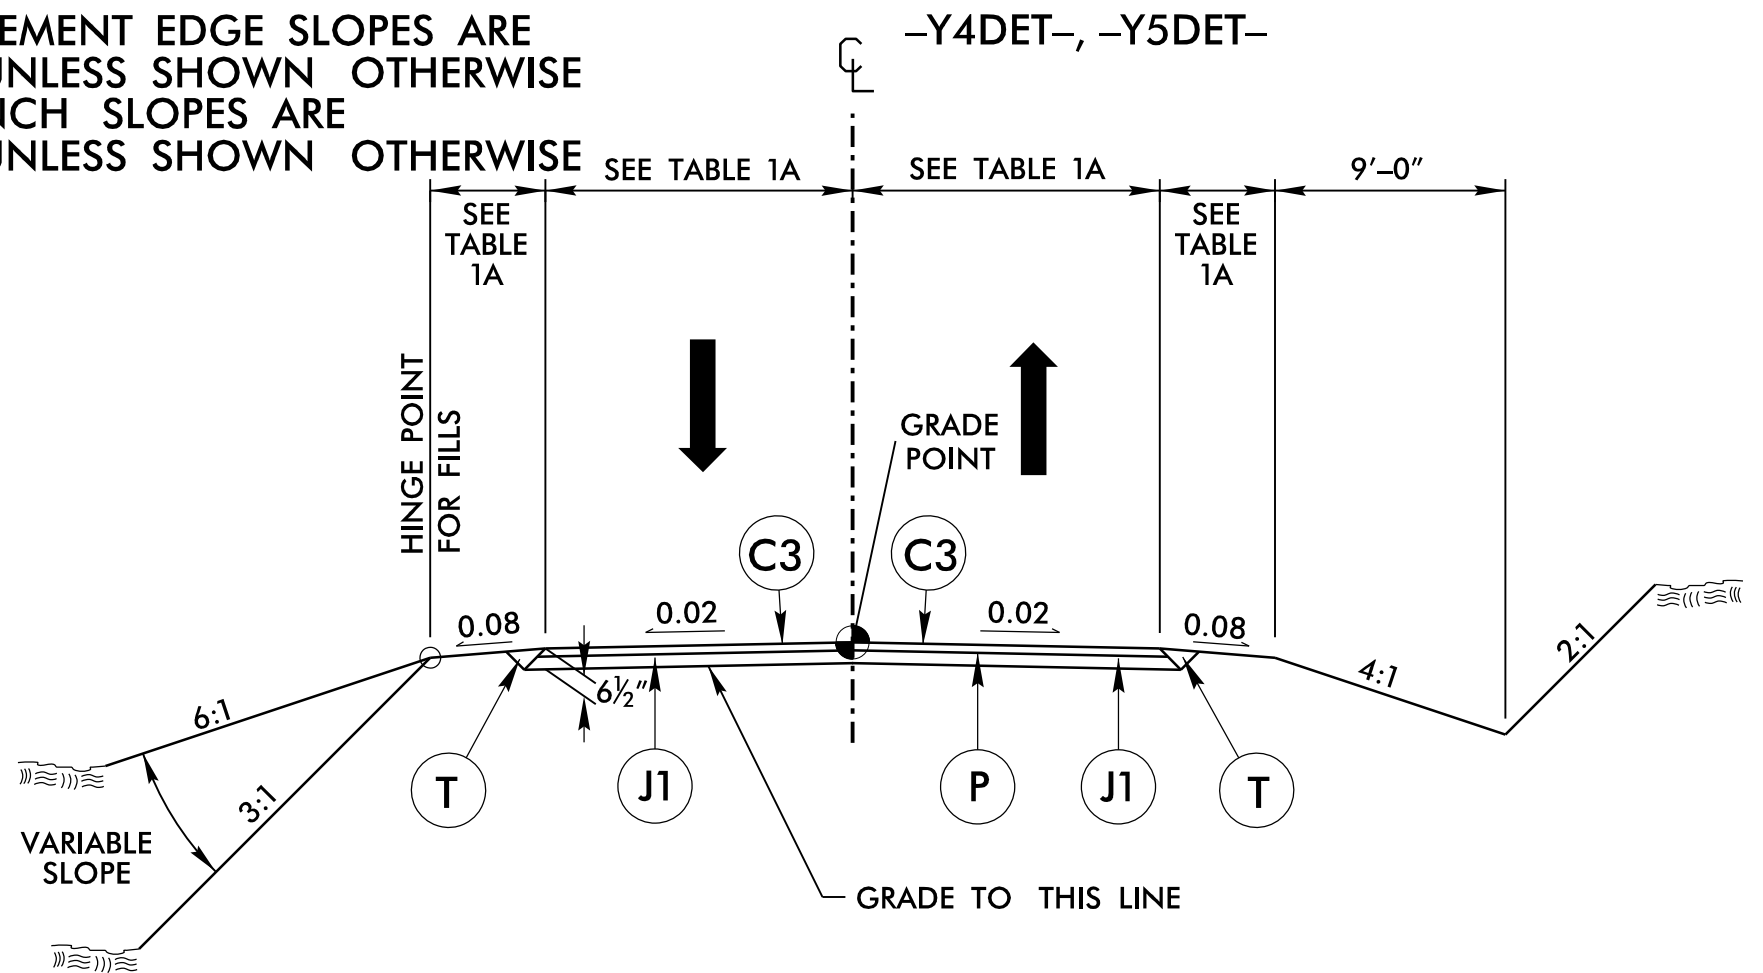 EMENT EDGE SLOPES ARE
UNLESS SHOWN OTHERWISE
NCH SLOPES ARE
UNLESS SHOWN OTHERWISE
–Y4DET–, –Y5DET–
CL
SEE TABLE 1A
SEE TABLE 1A
9'–0"
SEE
TABLE
1A
SEE
TABLE
1A
HINGE POINT
FOR FILLS
GRADE
POINT
C3
C3
0.08
0.02
0.02
0.08
6½"
6:1
3:1
4:1
2:1
VARIABLE
SLOPE
T
J1
P
J1
T
GRADE TO THIS LINE